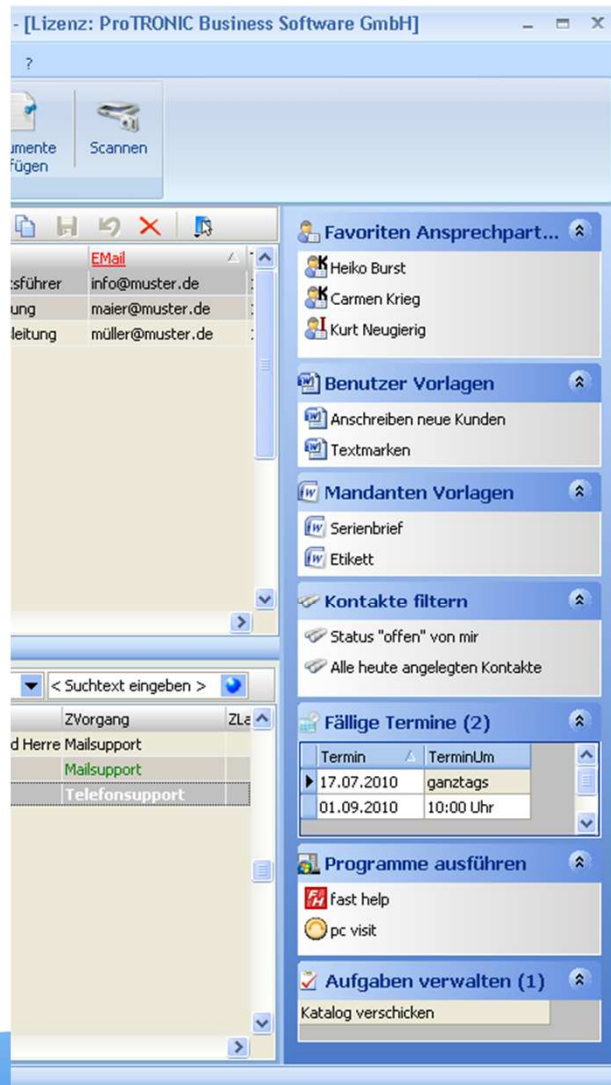 - [Lizenz: ProTRONIC Business Software GmbH]
?
umente
fügen
Scannen
EMail
tsführer info@muster.de
ung maier@muster.de
leitung müller@muster.de
< Suchtext eingeben >
ZVorgang ZLa
d Herre Mailsupport
Mailsupport
Telefonsupport
Favoriten Ansprechpart...
K Heiko Burst
K Carmen Krieg
I Kurt Neugierig
Benutzer Vorlagen
Anschreiben neue Kunden
Textmarken
Mandanten Vorlagen
Serienbrief
Etikett
Kontakte filtern
Status "offen" von mir
Alle heute angelegten Kontakte
Fällige Termine (2)
Termin TerminUm
17.07.2010 ganztags
01.09.2010 10:00 Uhr
Programme ausführen
FH fast help
pc visit
Aufgaben verwalten (1)
Katalog verschicken